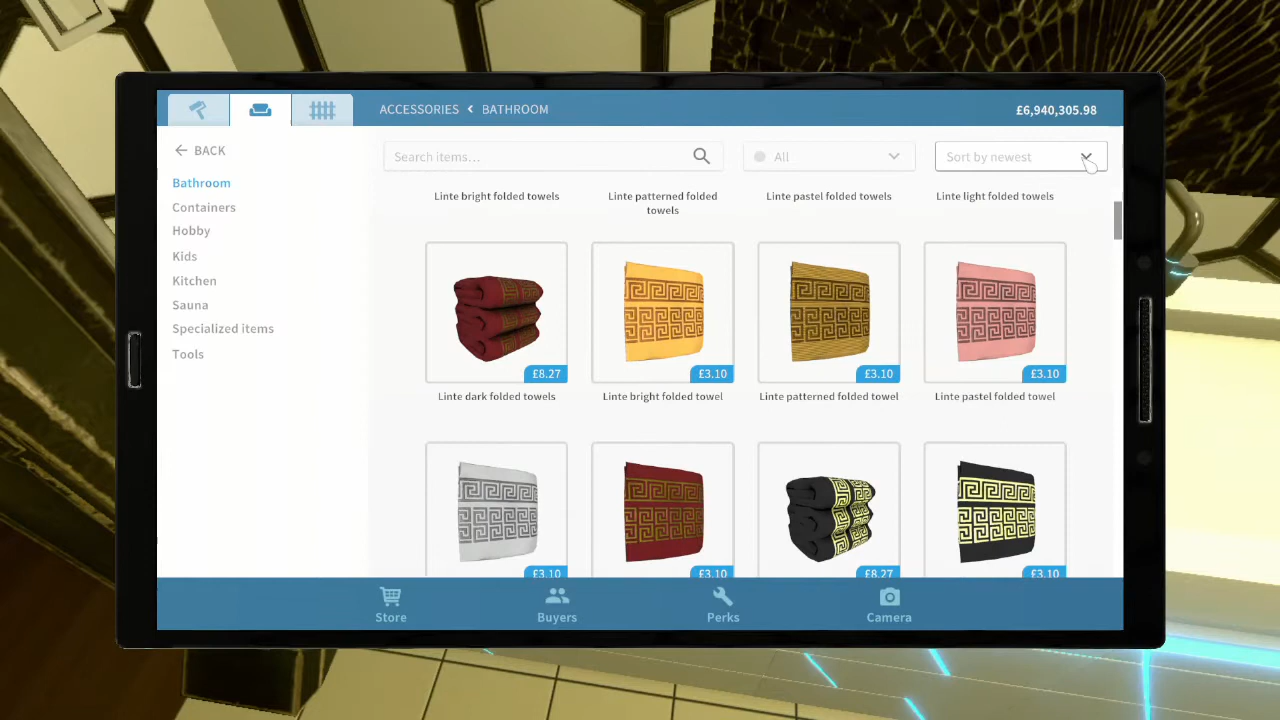 ACCESSORIES < BATHROOM
£6,940,305.98
BACK
Search items...
All
Sort by newest
Bathroom
Containers
Hobby
Kids
Kitchen
Sauna
Specialized items
Tools
Linte bright folded towels
Linte patterned folded
towels
Linte pastel folded towels
Linte light folded towels
£8.27
£3.10
£3.10
£3.10
Linte dark folded towels
Linte bright folded towel
Linte patterned folded towel
Linte pastel folded towel
£3.10
£3.10
£8.27
£3.10
Store
Buyers
Perks
Camera